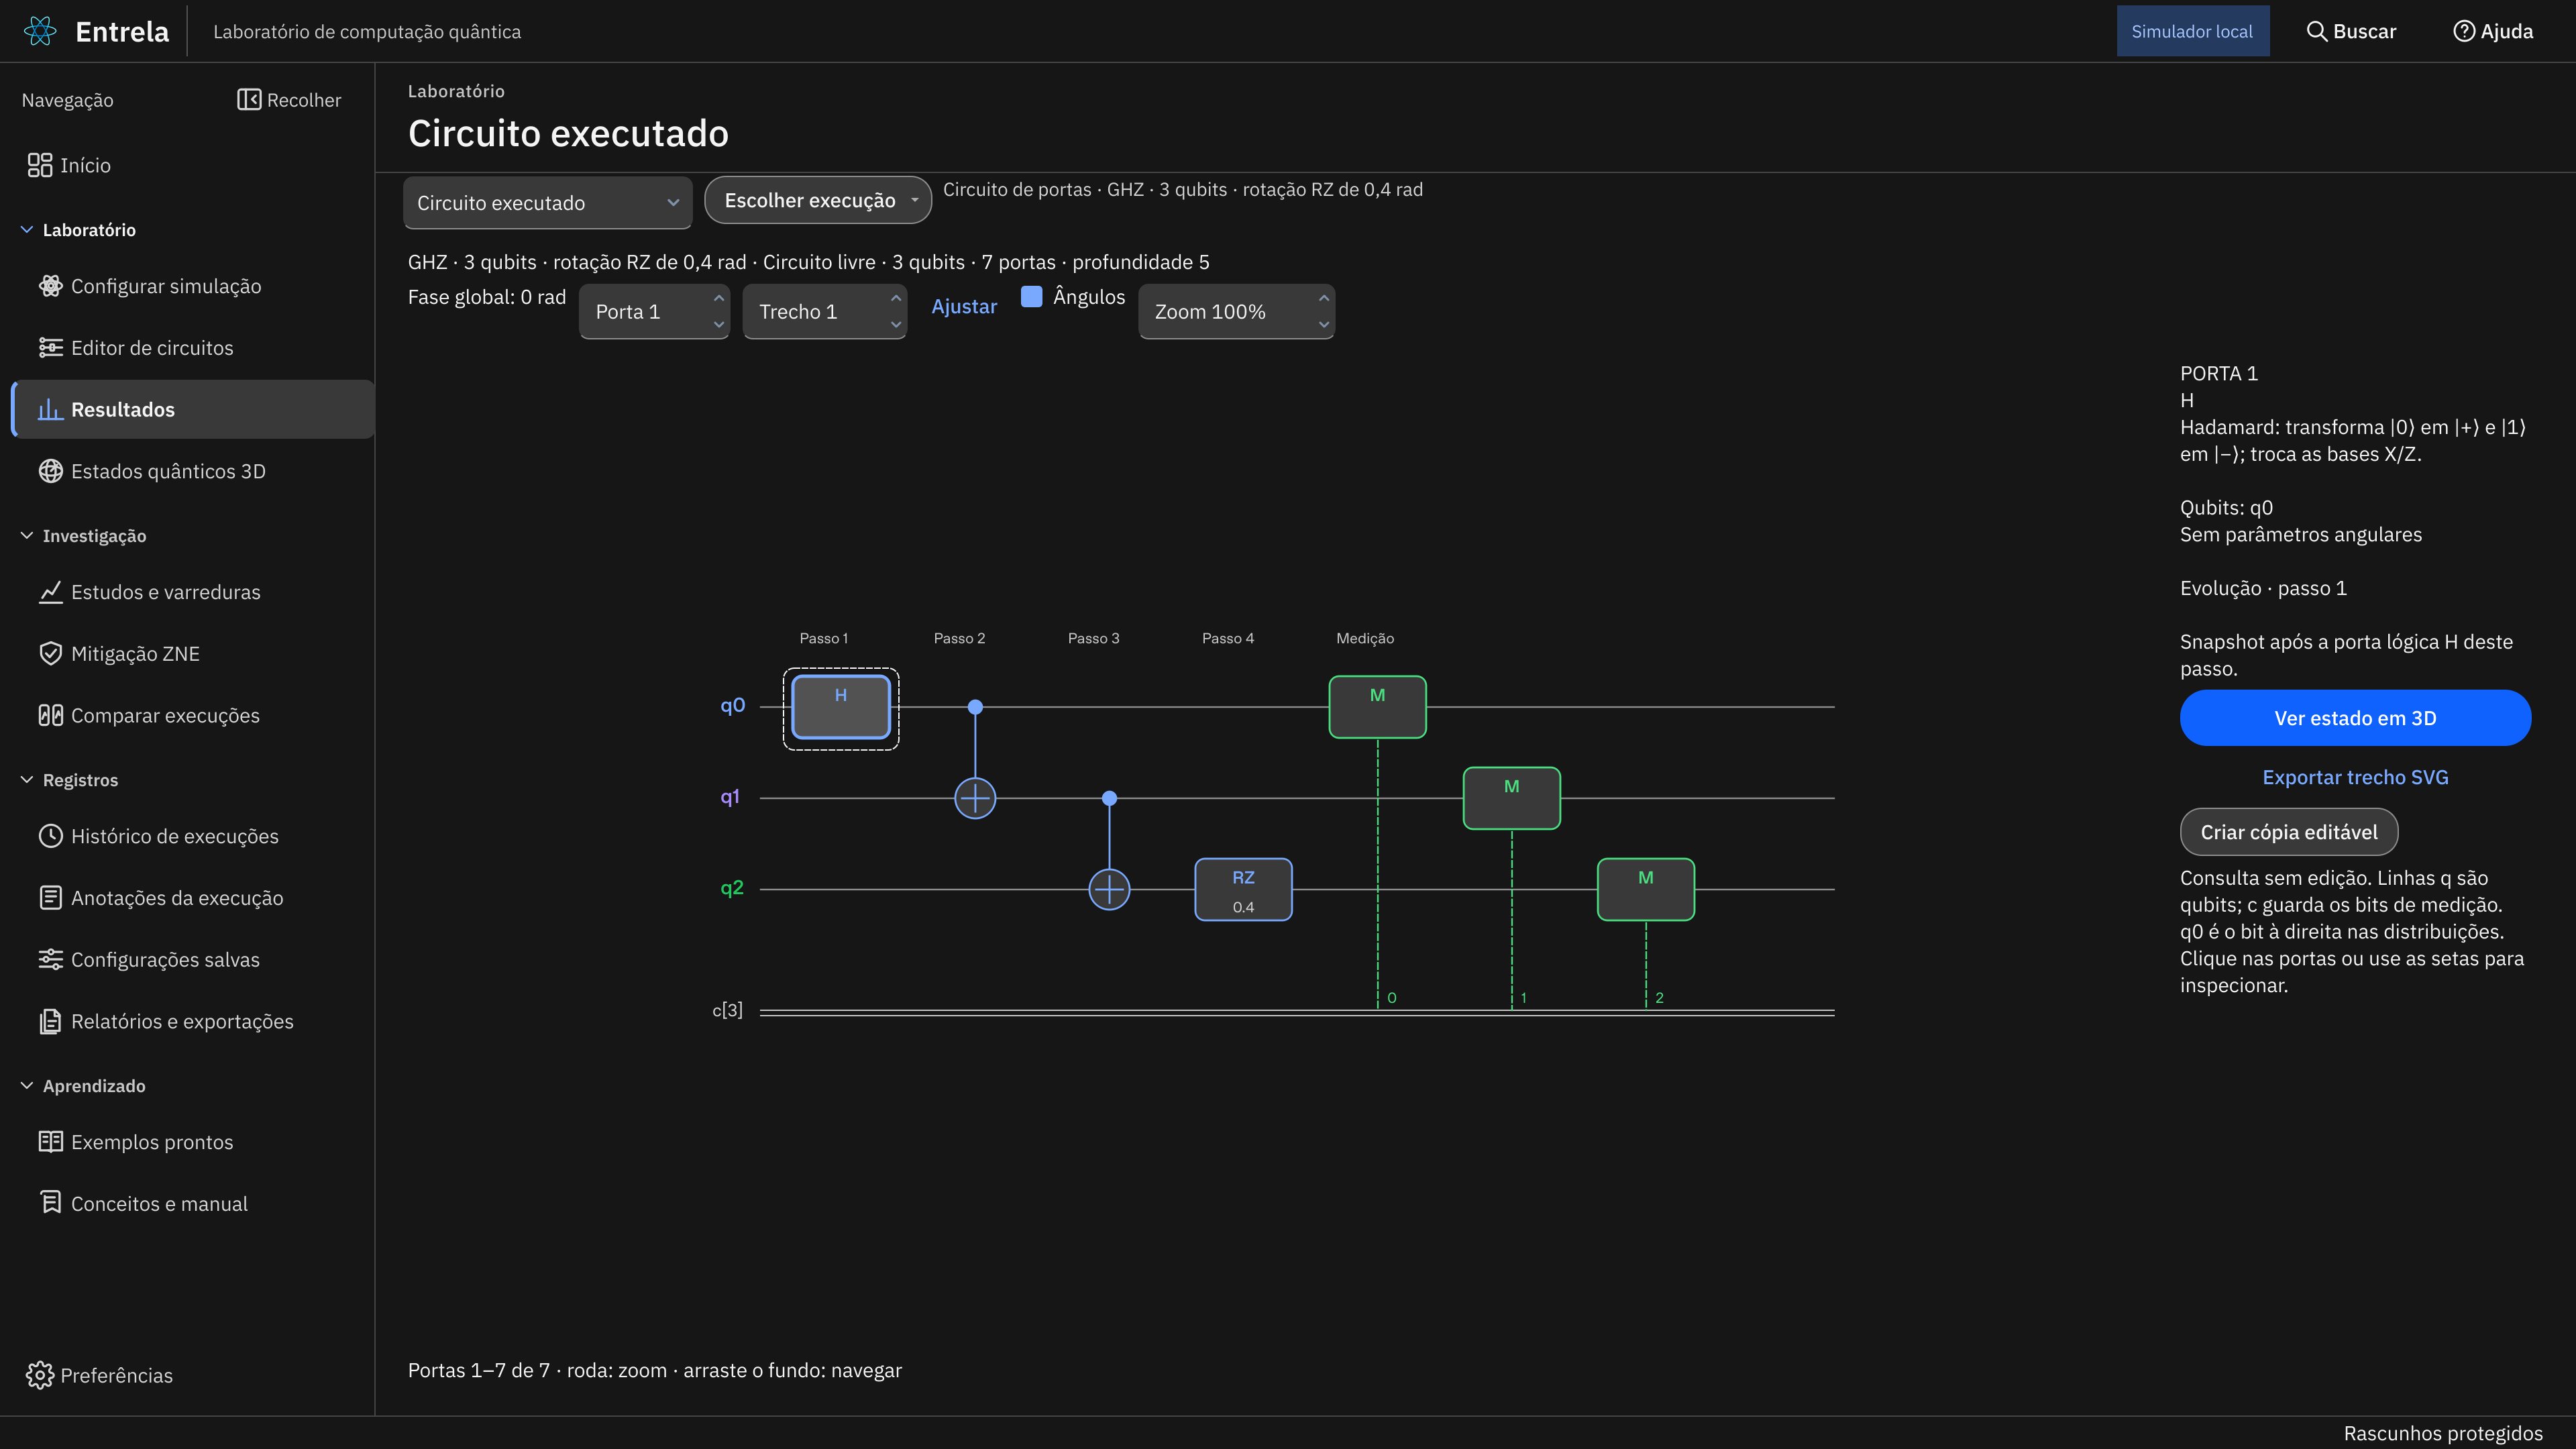 Entrela
Laboratório de computação quântica
Simulador local
Buscar
Ajuda
Navegação
Recolher
Início
Laboratório
Configurar simulação
Editor de circuitos
Resultados
Estados quânticos 3D
Investigação
Estudos e varreduras
Mitigação ZNE
Comparar execuções
Registros
Histórico de execuções
Anotações da execução
Configurações salvas
Relatórios e exportações
Aprendizado
Exemplos prontos
Conceitos e manual
Preferências
Laboratório
Circuito executado
Circuito executado
Escolher execução
Circuito de portas · GHZ · 3 qubits · rotação RZ de 0,4 rad
GHZ · 3 qubits · rotação RZ de 0,4 rad · Circuito livre · 3 qubits · 7 portas · profundidade 5
Fase global: 0 rad
Porta 1
Trecho 1
Ajustar
Ângulos
Zoom 100%
Passo 1
Passo 2
Passo 3
Passo 4
Medição
q0
H
M
q1
M
q2
RZ
0.4
M
c[3]
0
1
2
PORTA 1
H
Hadamard: transforma |0⟩ em |+⟩ e |1⟩
em |−⟩; troca as bases X/Z.
Qubits: q0
Sem parâmetros angulares
Evolução · passo 1
Snapshot após a porta lógica H deste
passo.
Ver estado em 3D
Exportar trecho SVG
Criar cópia editável
Consulta sem edição. Linhas q são
qubits; c guarda os bits de medição.
q0 é o bit à direita nas distribuições.
Clique nas portas ou use as setas para
inspecionar.
Portas 1–7 de 7 · roda: zoom · arraste o fundo: navegar
Rascunhos protegidos